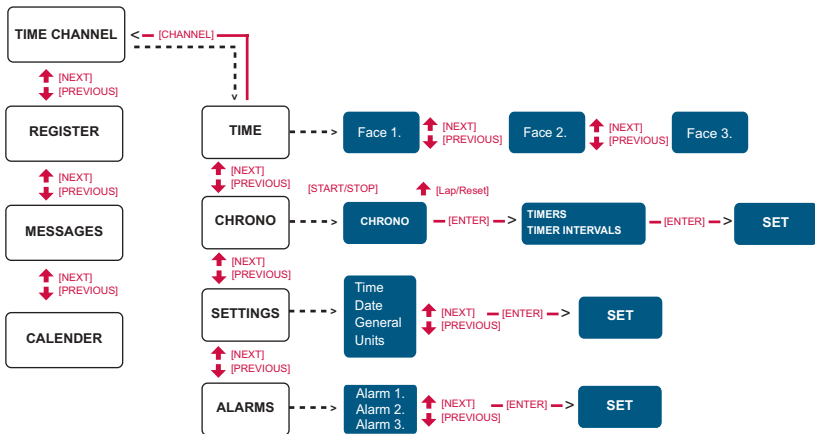 TIME CHANNEL
[CHANNEL]
[NEXT]
[PREVIOUS]
REGISTER
TIME
Face 1.
[NEXT]
[PREVIOUS]
Face 2.
[NEXT]
[PREVIOUS]
Face 3.
[NEXT]
[PREVIOUS]
[NEXT]
[PREVIOUS]
[START/STOP]
[Lap/Reset]
MESSAGES
CHRONO
CHRONO
[ENTER]
TIMERS
TIMER INTERVALS
[ENTER]
SET
[NEXT]
[PREVIOUS]
[NEXT]
[PREVIOUS]
CALENDER
SETTINGS
Time
Date
General
Units
[NEXT]
[PREVIOUS]
[ENTER]
SET
[NEXT]
[PREVIOUS]
ALARMS
Alarm 1.
Alarm 2.
Alarm 3.
[NEXT]
[PREVIOUS]
[ENTER]
SET